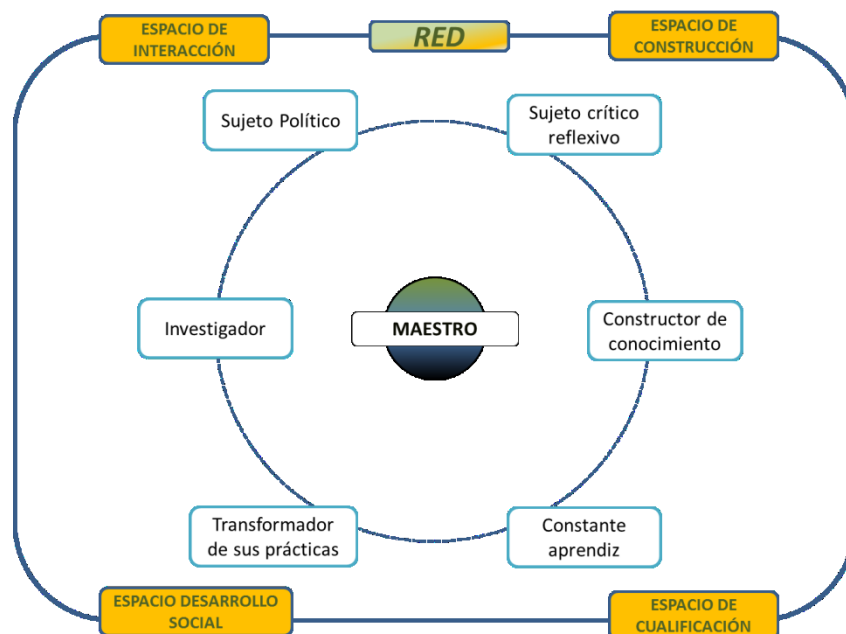 ESPACIO DE
INTERACCIÓN
RED
ESPACIO DE
CONSTRUCCIÓN
Sujeto Político
Sujeto crítico
reflexivo
Investigador
MAESTRO
Constructor de
conocimiento
Transformador
de sus prácticas
Constante
aprendiz
ESPACIO DESARROLLO
SOCIAL
ESPACIO DE
CUALIFICACIÓN